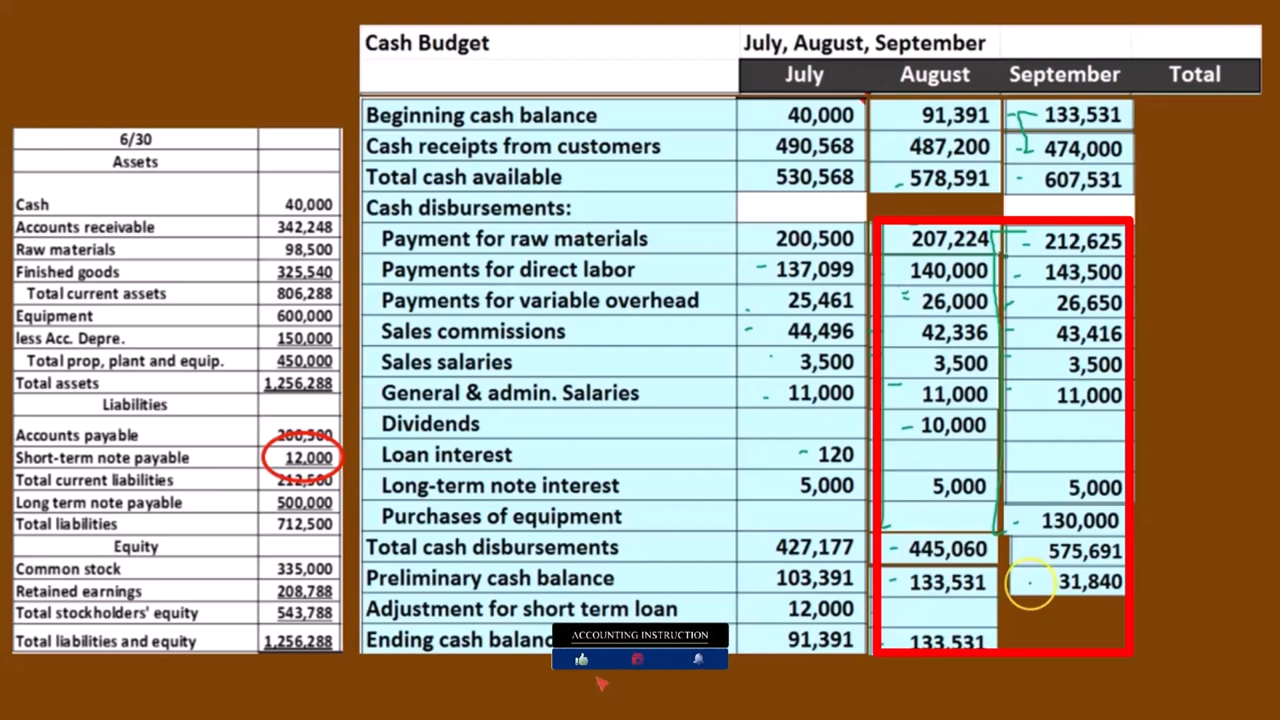 Cash Budget July, August, September
July August September Total
Beginning cash balance 40,000 91,391 133,531
Cash receipts from customers 490,568 487,200 474,000
Total cash available 530,568 578,591 607,531
Cash disbursements:
Payment for raw materials 200,500 207,224 212,625
Payments for direct labor 137,099 140,000 143,500
Payments for variable overhead 25,461 26,000 26,650
Sales commissions 44,496 42,336 43,416
Sales salaries 3,500 3,500 3,500
General & admin. Salaries 11,000 11,000 11,000
Dividends 10,000
Loan interest 120
Long-term note interest 5,000 5,000 5,000
Purchases of equipment 130,000
Total cash disbursements 427,177 445,060 575,691
Preliminary cash balance 103,391 133,531 31,840
Adjustment for short term loan 12,000
Ending cash balanc 91,391 133,531
6/30
Assets
Cash 40,000
Accounts receivable 342,248
Raw materials 98,500
Finished goods 325,540
Total current assets 806,288
Equipment 600,000
less Acc. Depre. 150,000
Total prop, plant and equip. 450,000
Total assets 1,256,288
Liabilities
Accounts payable 200,500
Short-term note payable 12,000
Total current liabilities 212,500
Long term note payable 500,000
Total liabilities 712,500
Equity
Common stock 335,000
Retained earnings 208,788
Total stockholders' equity 543,788
Total liabilities and equity 1,256,288
ACCOUNTING INSTRUCTION